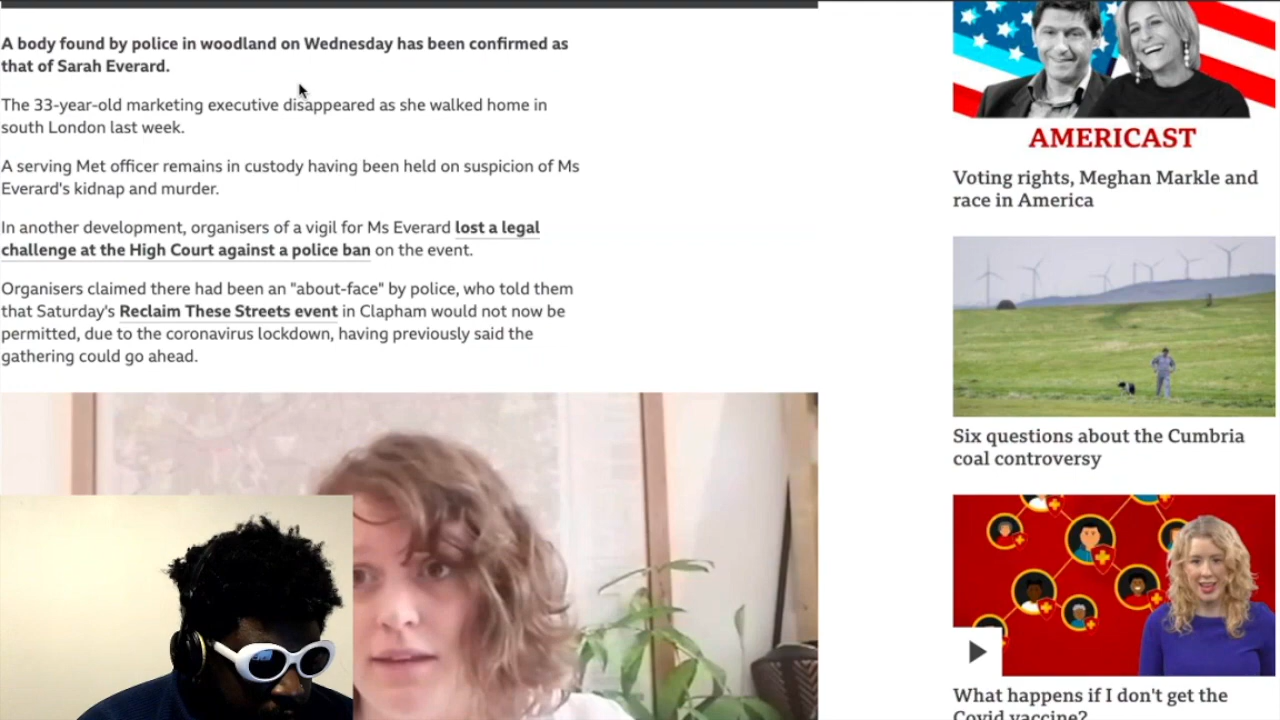 A body found by police in woodland on Wednesday has been confirmed as
that of Sarah Everard.
The 33-year-old marketing executive disappeared as she walked home in
south London last week.
A serving Met officer remains in custody having been held on suspicion of Ms
Everard's kidnap and murder.
In another development, organisers of a vigil for Ms Everard lost a legal
challenge at the High Court against a police ban on the event.
Organisers claimed there had been an "about-face" by police, who told them
that Saturday's Reclaim These Streets event in Clapham would not now be
permitted, due to the coronavirus lockdown, having previously said the
gathering could go ahead.
AMERICAST
Voting rights, Meghan Markle and
race in America
Six questions about the Cumbria
coal controversy
What happens if I don't get the
Covid vaccine?